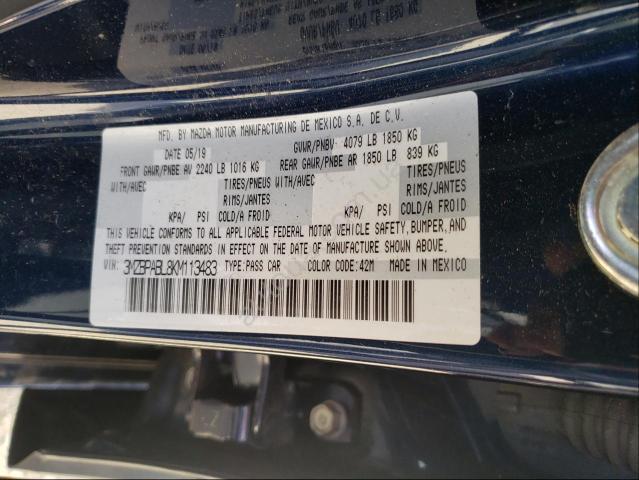 MFD. BY MAZDA MOTOR MANUFACTURING DE MEXICO S.A. DE C.V.
DATE 05/19 GVWR/PNBV· 4079 LB 1850 KG
FRONT GAWR/PNBE AV 2240 LB 1016 KG REAR GAWR/PNBE AR 1850 LB 839 KG
WITH/AVEC TIRES/PNEUS WITH/AVEC TIRES/PNEUS
RIMS/JANTES RIMS/JANTES
KPA/ PSI COLD/A FROID KPA/ PSI COLD/A FROID
THIS VEHICLE CONFORMS TO ALL APPLICABLE FEDERAL MOTOR VEHICLE SAFETY, BUMPER, AND
THEFT PREVENTION STANDARDS IN EFFECT ON THE DATE OF MANUFACTURE SHOWN ABOVE.
VIN: 3MZBPABL8KM113483 TYPE:PASS CAR COLOR CODE:42M MADE IN MEXICO